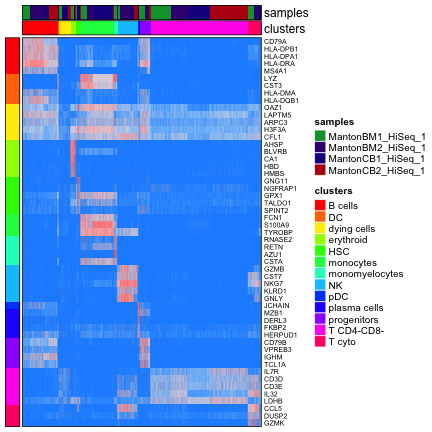 samples
clusters
CD79A
HLA-DPB1
HLA-DPA1
HLA-DRA
MS4A1
LYZ
CST3
HLA-DMA
HLA-DQB1
OAZ1
LAPTM5
ARPC3
H3F3A
CFL1
AHSP
BLVRB
CA1
HBD
HMBS
GNG11
NGFRAP1
GPX1
TALDO1
SPINT2
FCN1
S100A9
TYROBP
RNASE2
RETN
AZU1
CSTA
GZMB
CST7
NKG7
KLRD1
GNLY
JCHAIN
MZB1
DERL3
FKBP2
HERPUD1
CD79B
VPREB3
IGHM
TCL1A
IL7R
CD3D
CD3E
IL32
LDHB
CCL5
DUSP2
GZMK
samples
MantonBM1_HiSeq_1
MantonBM2_HiSeq_1
MantonCB1_HiSeq_1
MantonCB2_HiSeq_1
clusters
B cells
DC
dying cells
erythroid
HSC
monocytes
monomyelocytes
NK
pDC
plasma cells
progenitors
T CD4-CD8-
T cyto